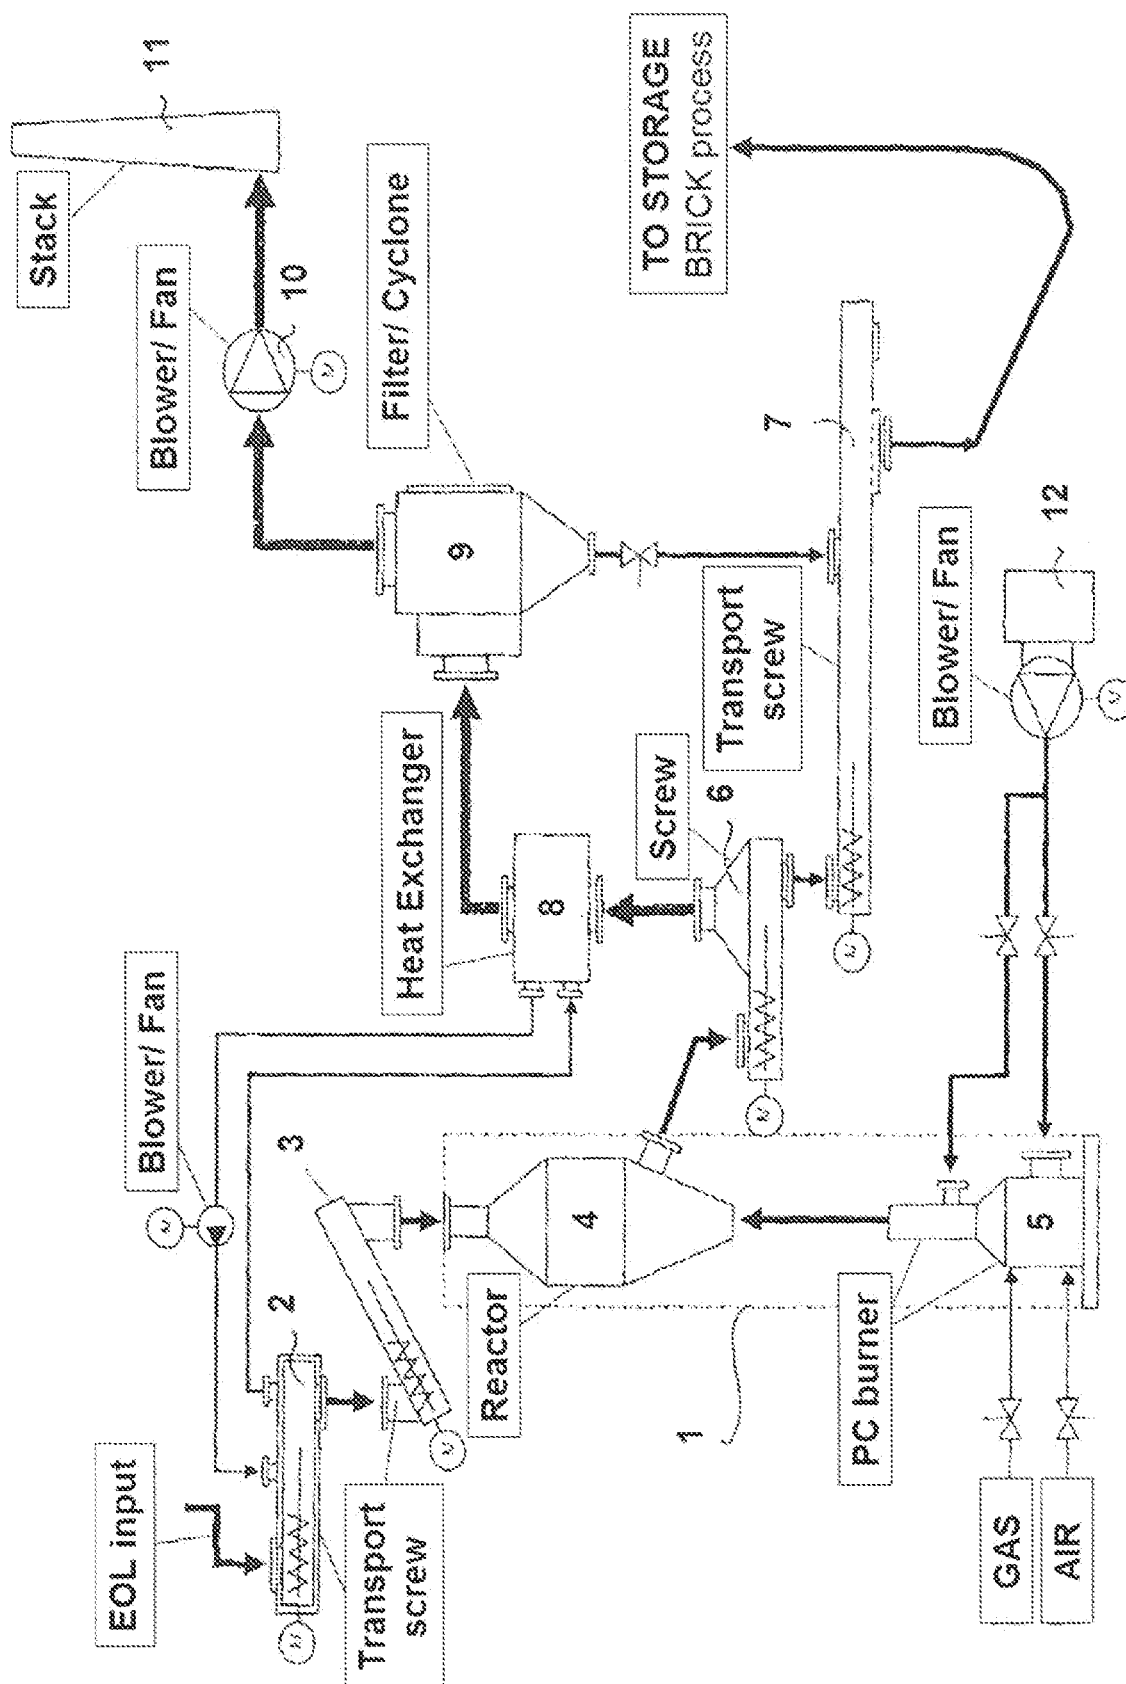 EOL input
Blower/ Fan
Stack
11
Blower/ Fan
10
2
3
Transport
screw
Heat Exchanger
Filter/ Cyclone
Reactor
4
8
9
TO STORAGE
BRICK process
1
Screw
6
Transport
screw
7
PC burner
5
Blower/ Fan
12
GAS
AIR